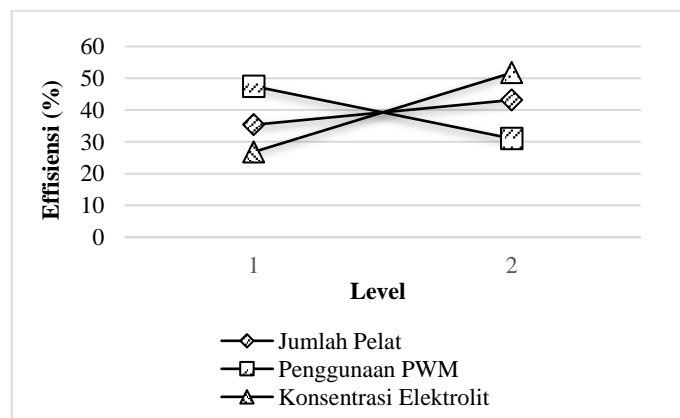 60
50
40
30
20
10
0
Effisiensi (%)
1 2
Level
Jumlah Pelat
Penggunaan PWM
Konsentrasi Elektrolit